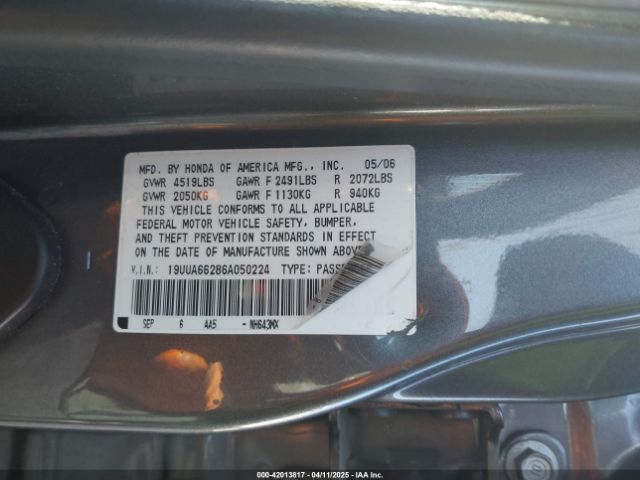 MFD. BY HONDA OF AMERICA MFG., INC. 05/06
GVWR 4519LBS GAWR F 2491LBS R 2072LBS
GVWR 2050KG GAWR F 1130KG R 940KG
THIS VEHICLE CONFORMS TO ALL APPLICABLE
FEDERAL MOTOR VEHICLE SAFETY, BUMPER,
AND THEFT PREVENTION STANDARDS IN EFFECT
ON THE DATE OF MANUFACTURE SHOWN ABOVE
V.I.N.: 19UUA66286A050224 TYPE: PASS
SEP 6 AA5 -NH643MX
000-42013817 - 04/11/2025 - IAA Inc.